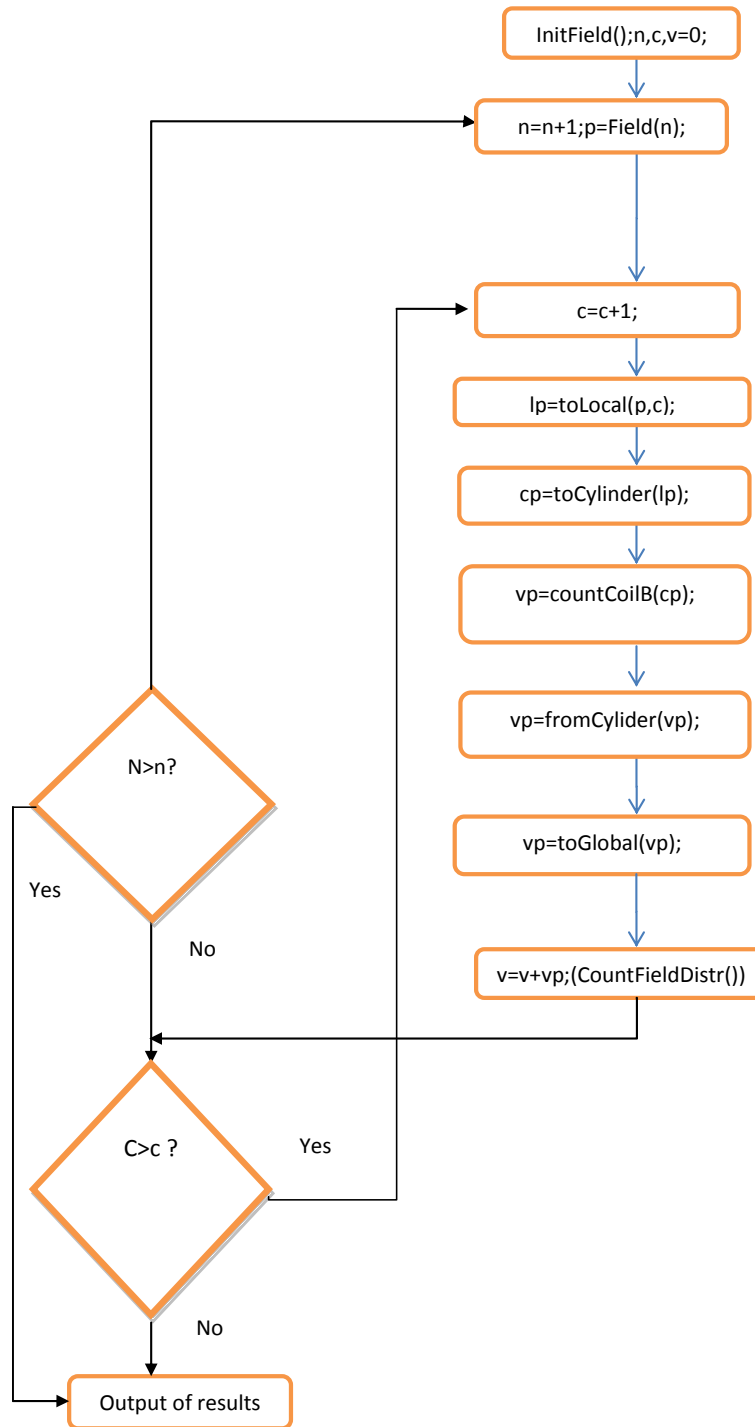 InitField();n,c,v=0;
n=n+1;p=Field(n);
c=c+1;
lp=toLocal(p,c);
cp=toCylinder(lp);
vp=countCoilB(cp);
vp=fromCylider(vp);
N>n?
vp=toGlobal(vp);
Yes
No
v=v+vp;(CountFieldDistr())
C>c ?
Yes
No
Output of results